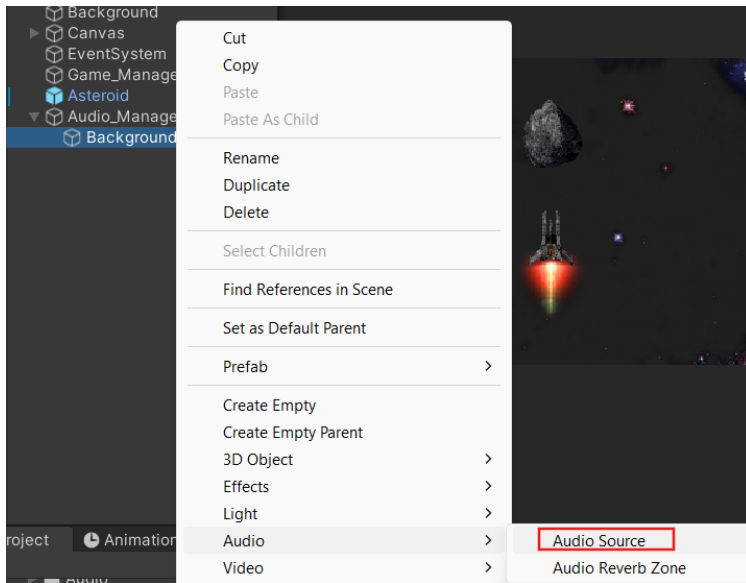 Background
Canvas
EventSystem
Game_Manage
Asteroid
Audio_Manage
Background
Cut
Copy
Paste
Paste As Child
Rename
Duplicate
Delete
Select Children
Find References in Scene
Set as Default Parent
Prefab
Create Empty
Create Empty Parent
3D Object
Effects
Light
Audio
Video
Audio Source
Audio Reverb Zone
roject
Animation
Audio